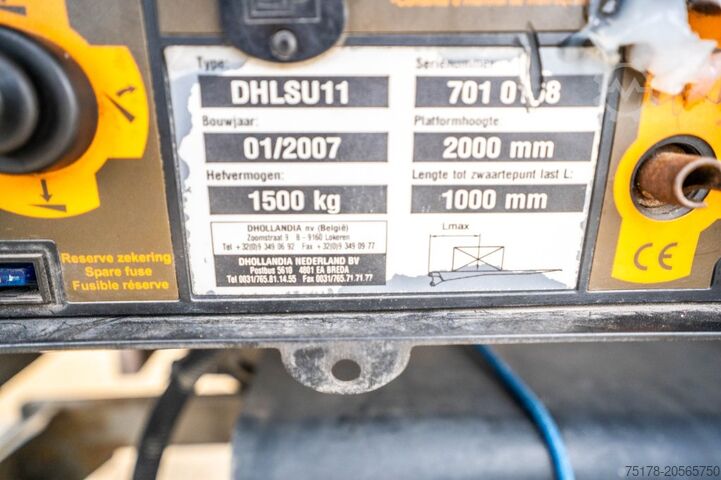 Type:
DHLSU11
Bouwjaar:
01/2007
Hefvermogen:
1500 kg
DHOLLANDIA nv (België)
Zoomstraat 9 B - 9160 Lokeren
Tel +32(0)9 349 06 92 Fax +32(0)9 349 09 77
DHOLLANDIA NEDERLAND BV
Postbus 5610 4801 EA BREDA
Tel 0031/765.81.14.55 Fax 0031/765.71.71.77
Serienummer
701
Platformhoogte
2000 mm
Lengte tot zwaartepunt last L:
1000 mm
Lmax
Reserve zekering
Spare fuse
Fusible réserve
CE
75178-20565750